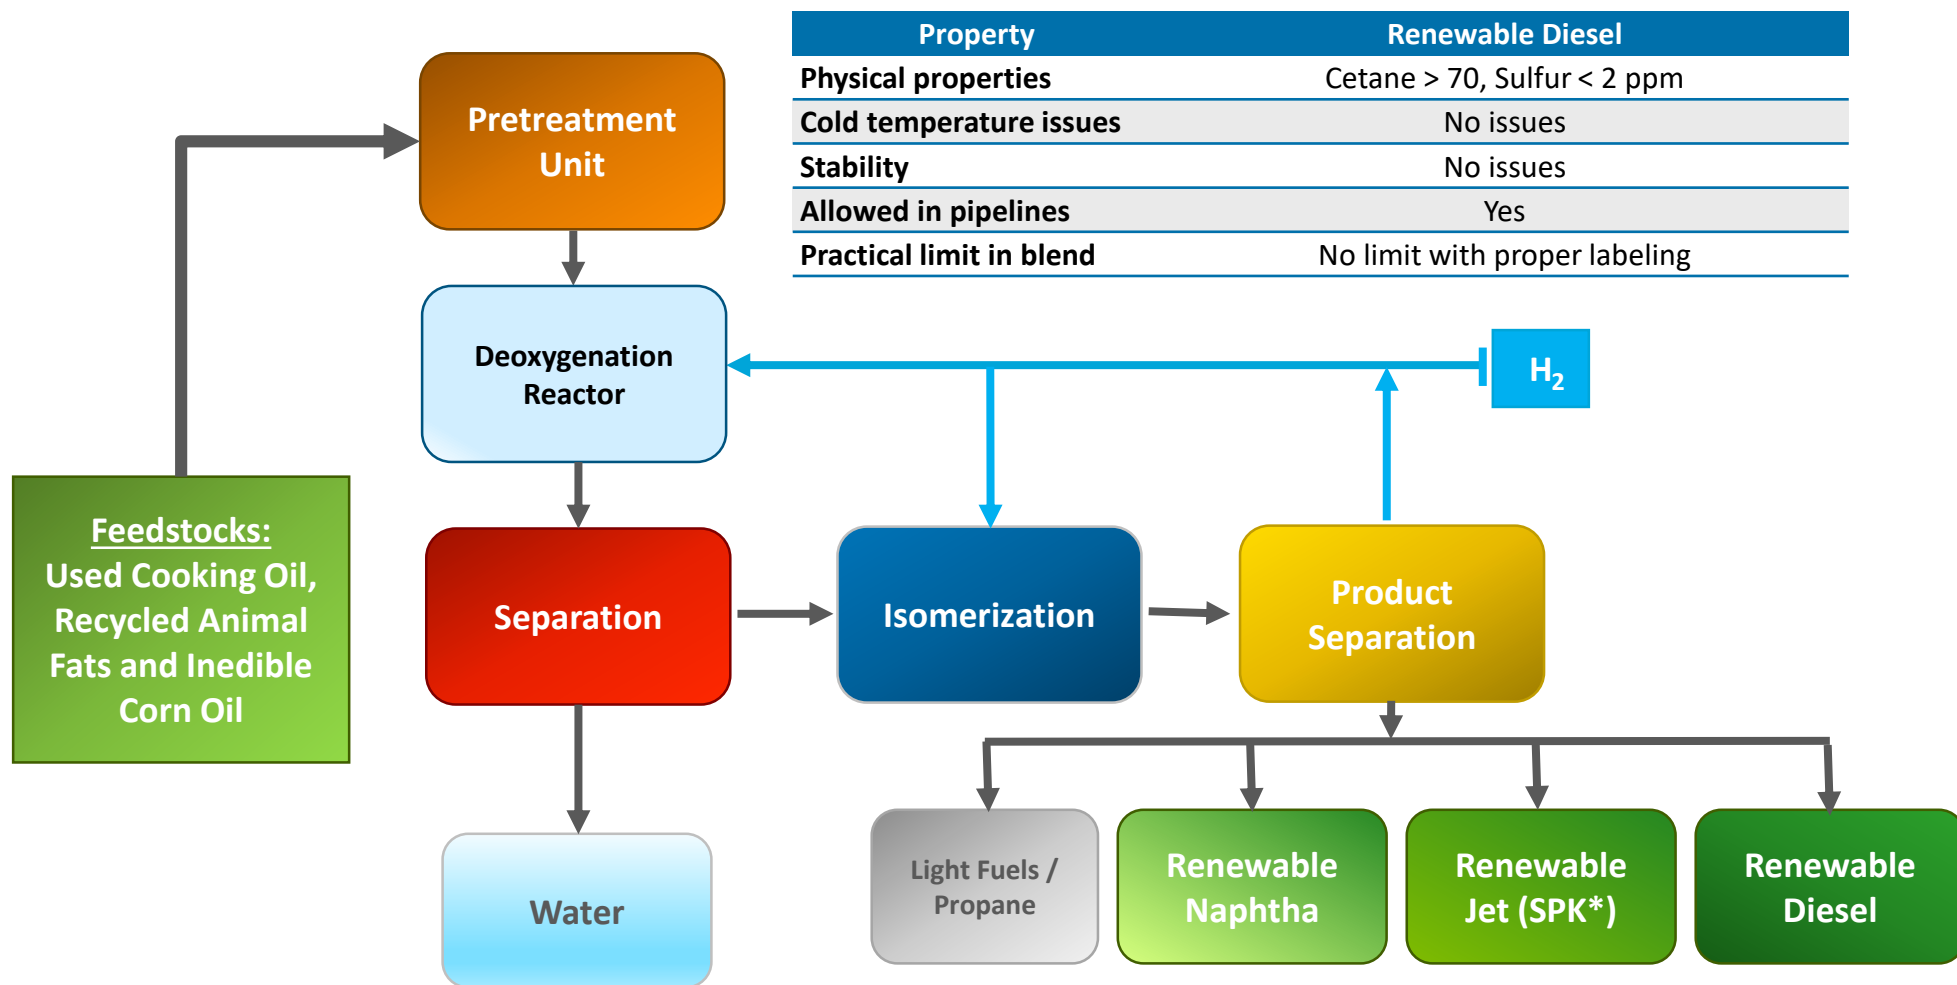 Property Renewable Diesel
Physical properties Cetane > 70, Sulfur < 2 ppm
Cold temperature issues No issues
Stability No issues
Allowed in pipelines Yes
Practical limit in blend No limit with proper labeling
Pretreatment
Unit
Deoxygenation
Reactor
H₂
Feedstocks:
Used Cooking Oil,
Recycled Animal
Fats and Inedible
Corn Oil
Separation
Isomerization
Product
Separation
Water
Light Fuels /
Propane
Renewable
Naphtha
Renewable
Jet (SPK*)
Renewable
Diesel